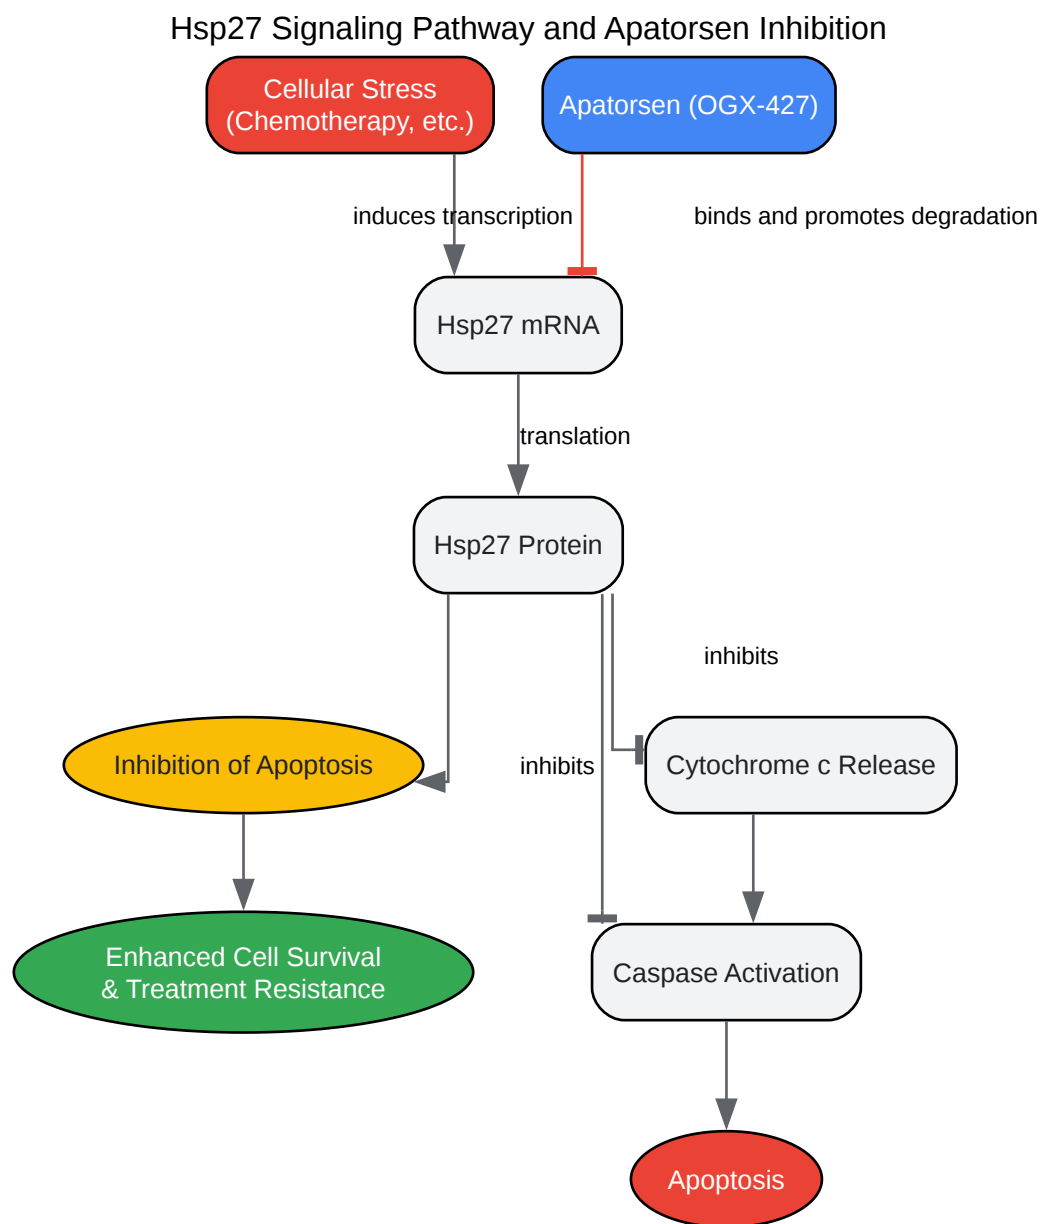 Hsp27 Signaling Pathway and Apatorsen Inhibition
Cellular Stress
(Chemotherapy, etc.)
Apatorsen (OGX-427)
induces transcription
binds and promotes degradation
Hsp27 mRNA
translation
Hsp27 Protein
inhibits
Inhibition of Apoptosis
inhibits
Cytochrome c Release
Enhanced Cell Survival
& Treatment Resistance
Caspase Activation
Apoptosis